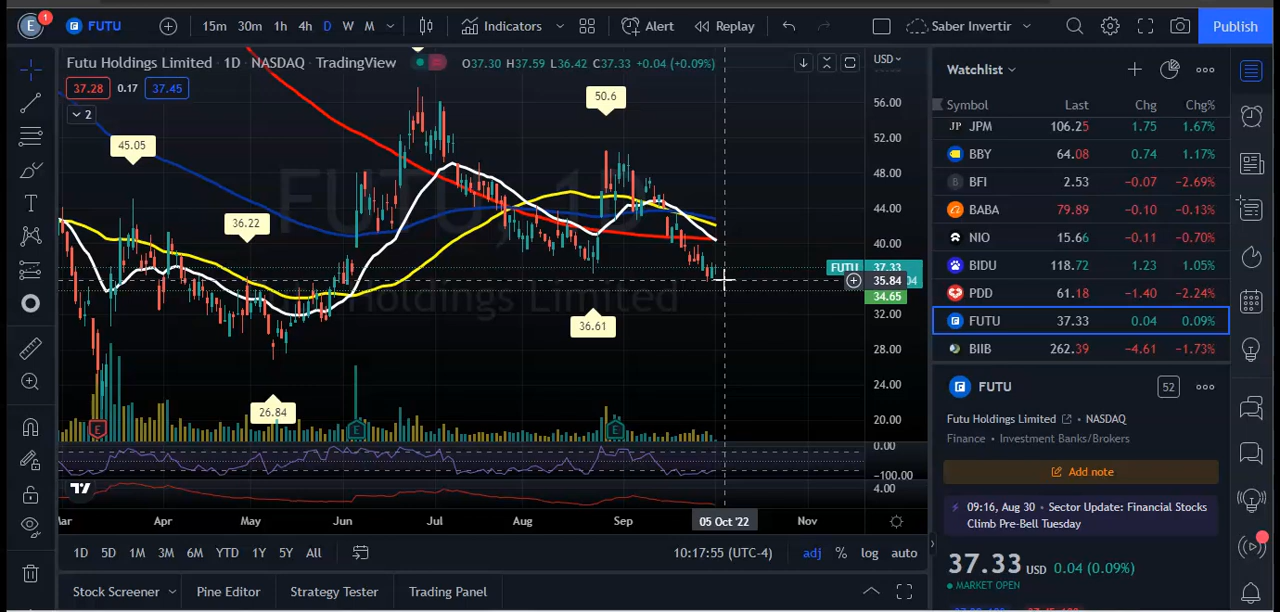 E 1 FUTU 15m 30m 1h 4h D W M Indicators Alert Replay Saber Invertir Publish
Futu Holdings Limited · 1D · NASDAQ · TradingView O37.30 H37.59 L36.42 C37.33 +0.04 (+0.09%) USD
37.28 0.17 37.45
2
FUTU, 1D
Holdings Limited
45.05
36.22
50.6
36.61
26.84
E
E
E
56.00
52.00
48.00
44.00
40.00
FUTU 37.33
35.84 04
34.65
32.00
28.00
24.00
20.00
0.00
−100.00
4.00
Mar Apr May Jun Jul Aug Sep 05 Oct '22 Nov
1D 5D 1M 3M 6M YTD 1Y 5Y All 10:17:55 (UTC-4) adj % log auto
Stock Screener Pine Editor Strategy Tester Trading Panel
Watchlist
Symbol Last Chg Chg%
JPM 106.25 1.75 1.67%
BBY 64.08 0.74 1.17%
BFI 2.53 −0.07 −2.69%
BABA 79.89 −0.10 −0.13%
NIO 15.66 −0.11 −0.70%
BIDU 118.72 1.23 1.05%
PDD 61.18 −1.40 −2.24%
FUTU 37.33 0.04 0.09%
BIIB 262.39 −4.61 −1.73%
FUTU 52
Futu Holdings Limited • NASDAQ
Finance • Investment Banks/Brokers
Add note
09:16, Aug 30 • Sector Update: Financial Stocks
Climb Pre-Bell Tuesday
37.33 USD 0.04 (0.09%)
MARKET OPEN